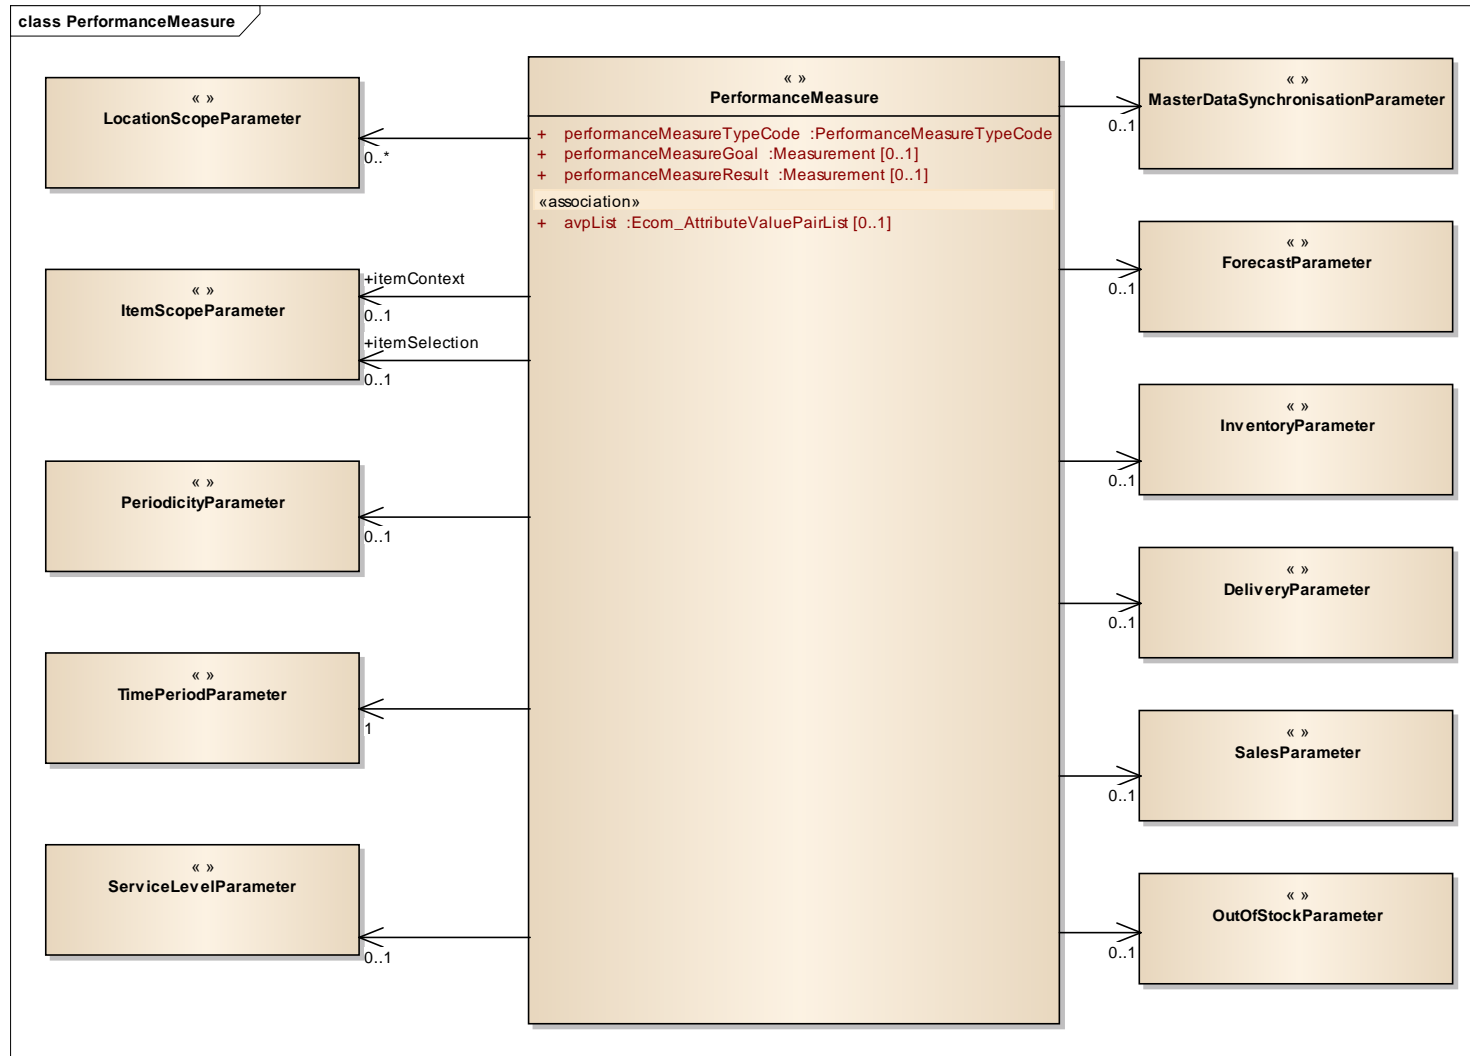 class PerformanceMeasure
« »
LocationScopeParameter
0..*
« »
ItemScopeParameter
+itemContext
0..1
+itemSelection
0..1
« »
PeriodicityParameter
0..1
« »
TimePeriodParameter
1
« »
ServiceLevelParameter
0..1
« »
PerformanceMeasure
+ performanceMeasureTypeCode :PerformanceMeasureTypeCode
+ performanceMeasureGoal :Measurement [0..1]
+ performanceMeasureResult :Measurement [0..1]
«association»
+ avpList :Ecom_AttributeValuePairList [0..1]
« »
MasterDataSynchronisationParameter
0..1
« »
ForecastParameter
0..1
« »
InventoryParameter
0..1
« »
DeliveryParameter
0..1
« »
SalesParameter
0..1
« »
OutOfStockParameter
0..1